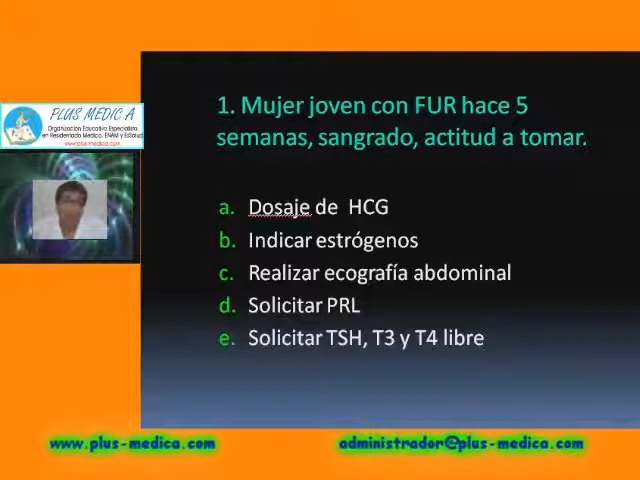 PLUS MEDIC A
Organización Educativa Especialista
en Residentado Medico, ENAM y EsSalud
www.plus-medica.com
1. Mujer joven con FUR hace 5
semanas, sangrado, actitud a tomar.
a. Dosaje de HCG
b. Indicar estrógenos
c. Realizar ecografía abdominal
d. Solicitar PRL
e. Solicitar TSH, T3 y T4 libre
www.plus-medica.com
administrador@plus-medica.com